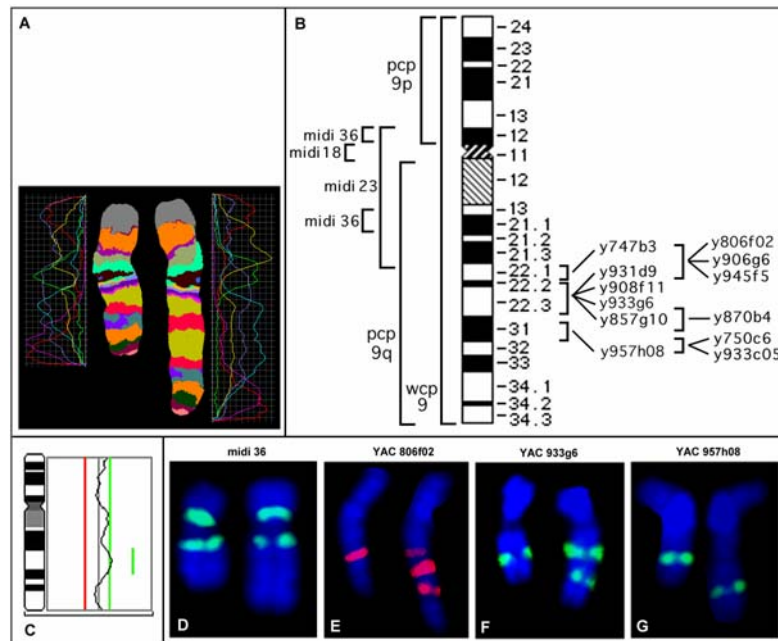 A
B
24
23
22
21
13
12
11
12
13
21.1
21.2
21.3
22.1
22.2
22.3
31
32
33
34.1
34.2
34.3
pcp
9p
midi 36
midi18
midi 23
midi 36
pcp
9q
wcp
9
y747b3
y931d9
y908f11
y933g6
y857g10
y957h08
y806f02
y906g6
y945f5
y870b4
y750c6
y933c05
C
midi 36
D
YAC 806f02
E
YAC 933g6
F
YAC 957h08
G